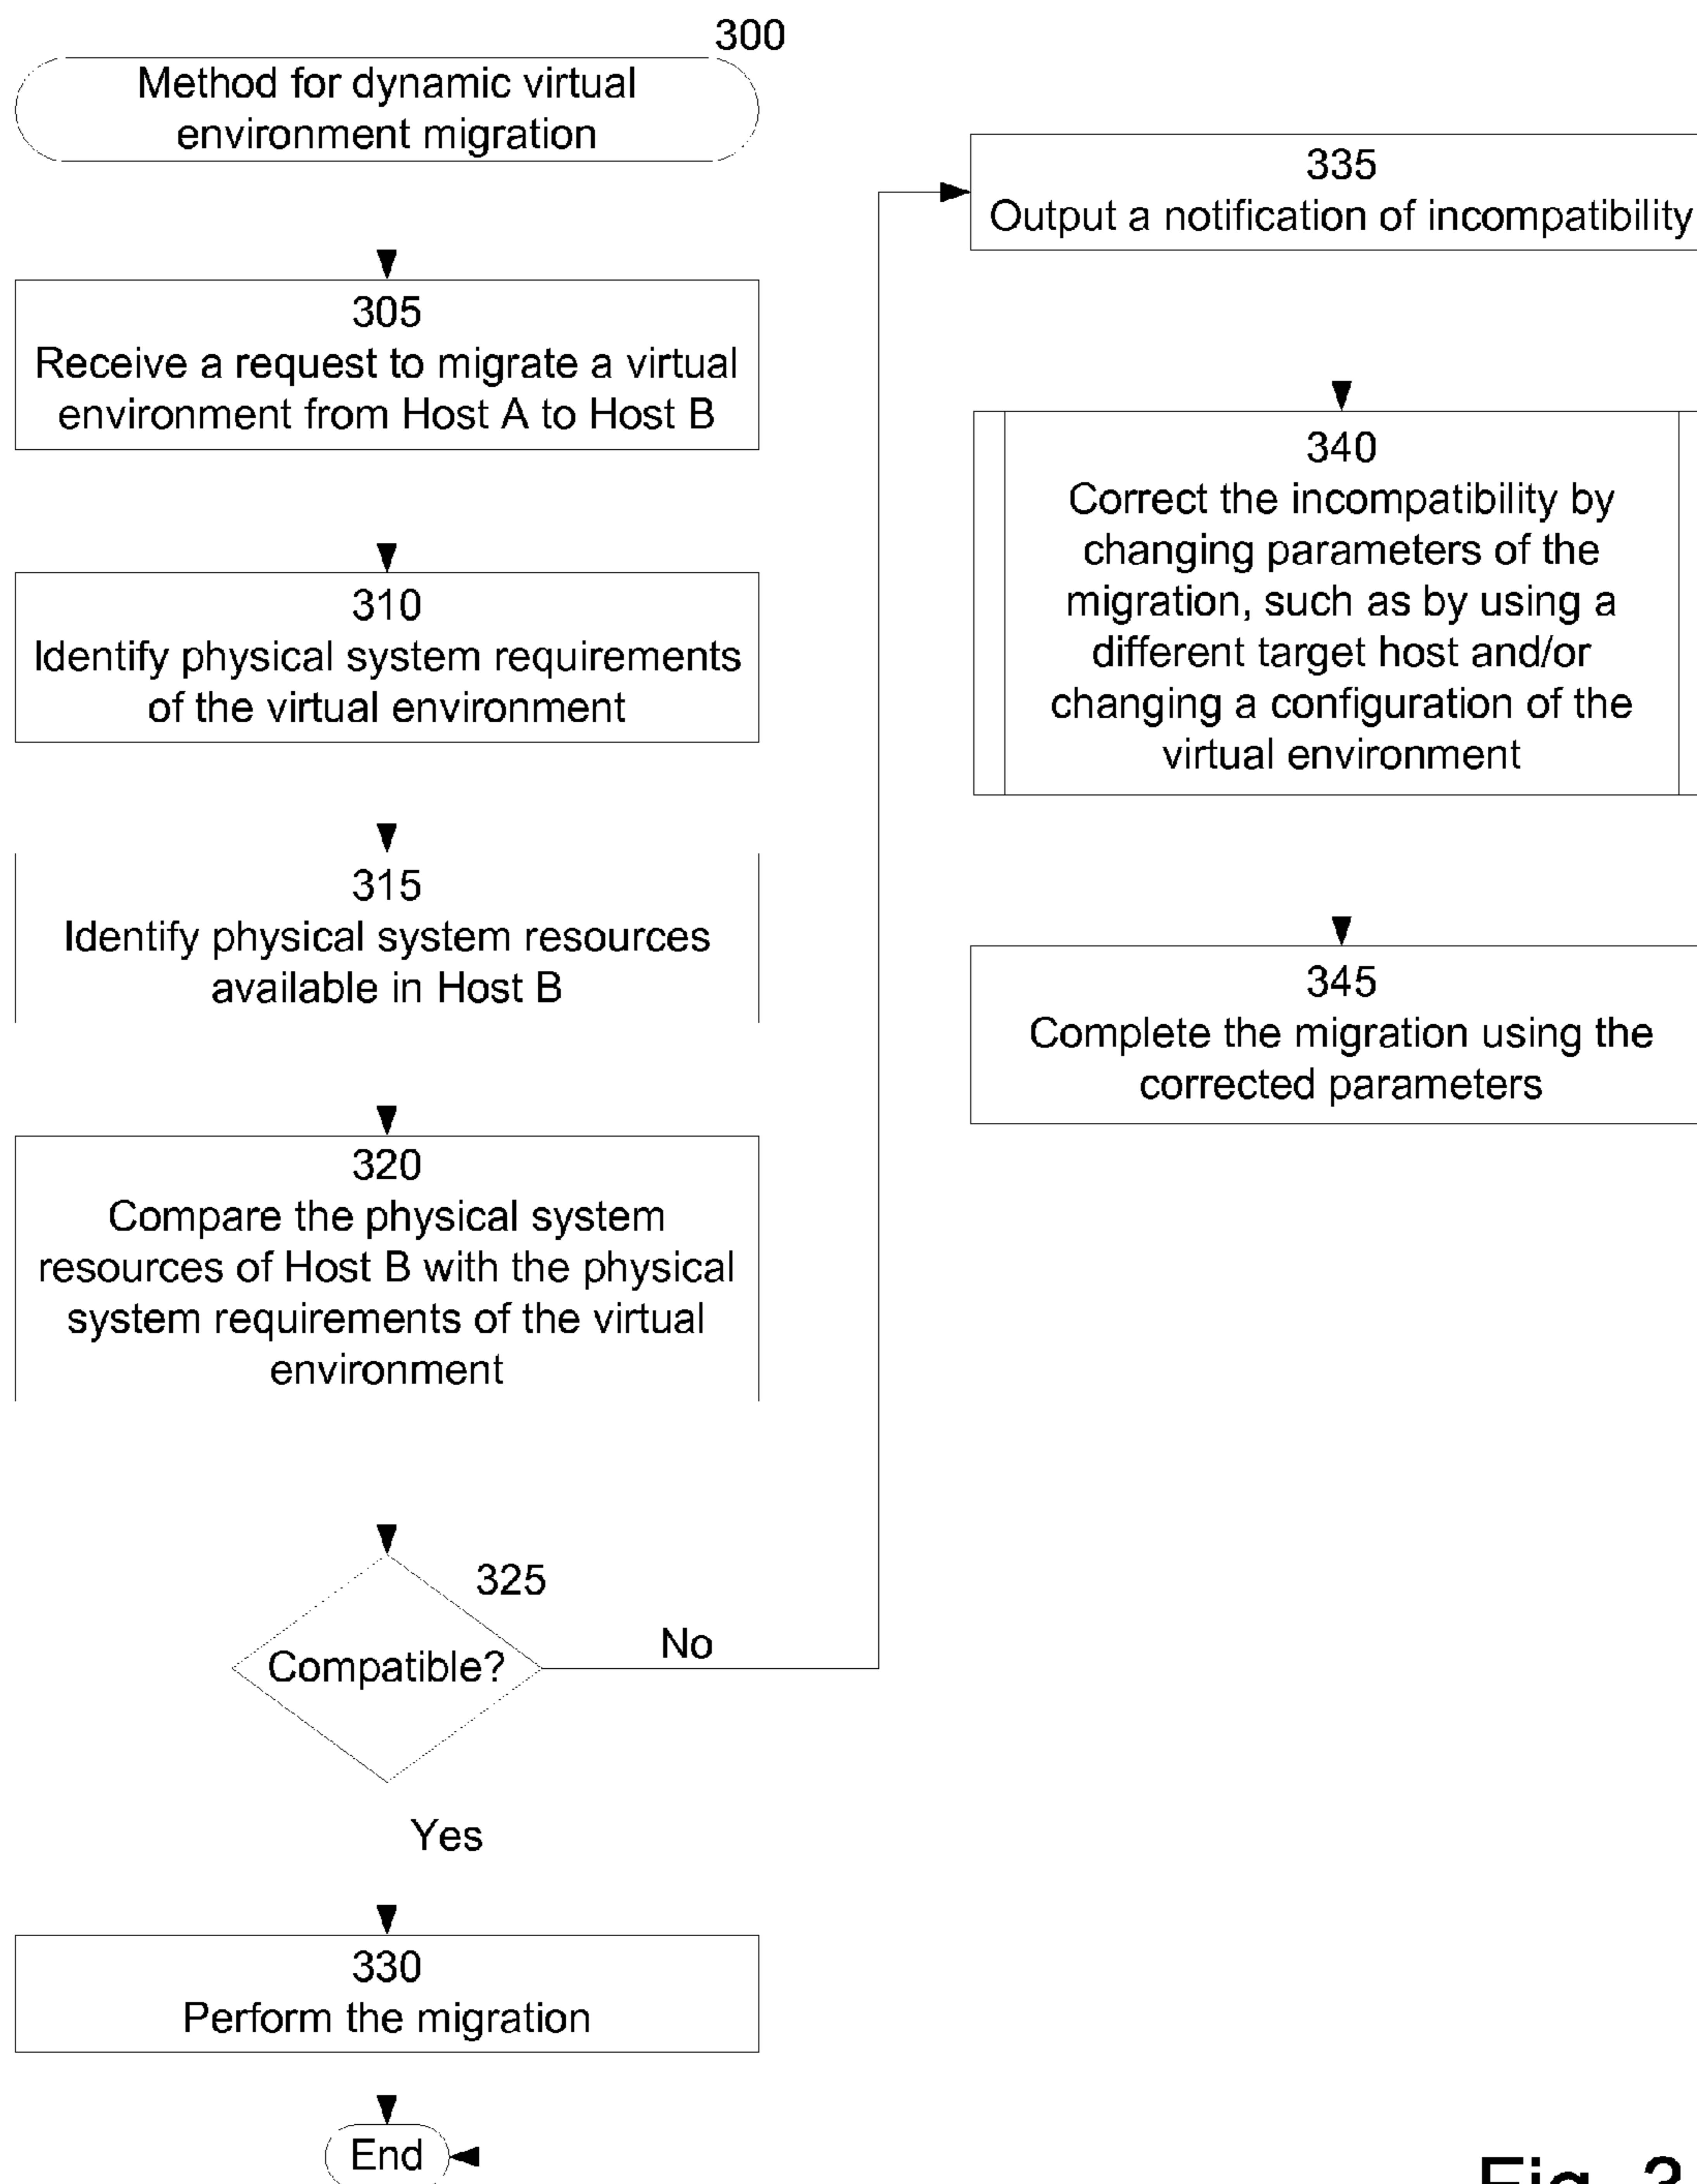 300
Method for dynamic virtual
environment migration
305
Receive a request to migrate a virtual
environment from Host A to Host B
310
Identify physical system requirements
of the virtual environment
315
Identify physical system resources
available in Host B
320
Compare the physical system
resources of Host B with the physical
system requirements of the virtual
environment
325
Compatible?
No
Yes
330
Perform the migration
End
335
Output a notification of incompatibility
340
Correct the incompatibility by
changing parameters of the
migration, such as by using a
different target host and/or
changing a configuration of the
virtual environment
345
Complete the migration using the
corrected parameters
Fig. 3